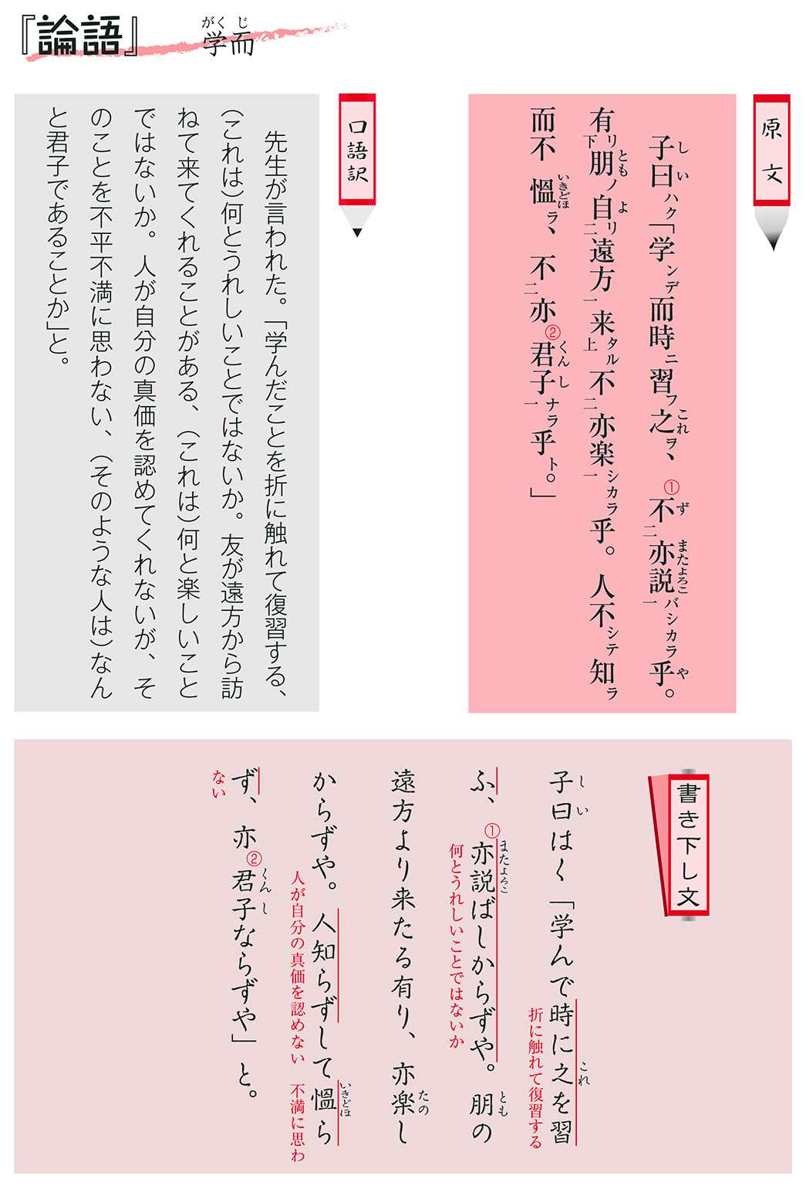 『論語』
がくじ
学而
原文
しい これ ず またよろこ や
子曰ハク「学ンデ而時ニ習フ之ヲ、①不二亦説一バシカラ乎。
とも よ
有リ下朋ノ自リ二遠方一来タル上不二亦楽一シカラ乎。人不シテ知ラ
いきどほ くんし
而不慍ラ、不二亦②君子一ナラ乎ト。」
口語訳
先生が言われた。「学んだことを折に触れて復習する、
(これは)何とうれしいことではないか。友が遠方から訪
ねて来てくれることがある、(これは)何と楽しいこと
ではないか。人が自分の真価を認めてくれないが、そ
のことを不平不満に思わない、(そのような人は)なん
と君子であることか」と。
書き下し文
しい これ
子曰はく「学んで時に之を習
折に触れて復習する
またよろこ とも
ふ、①亦説ばしからずや。朋の
何とうれしいことではないか
たの
遠方より来たる有り、亦楽し
いきどほ
からずや。人知らずして慍ら
人が自分の真価を認めない 不満に思わ
くんし
ず、亦②君子ならずや」と。
ない